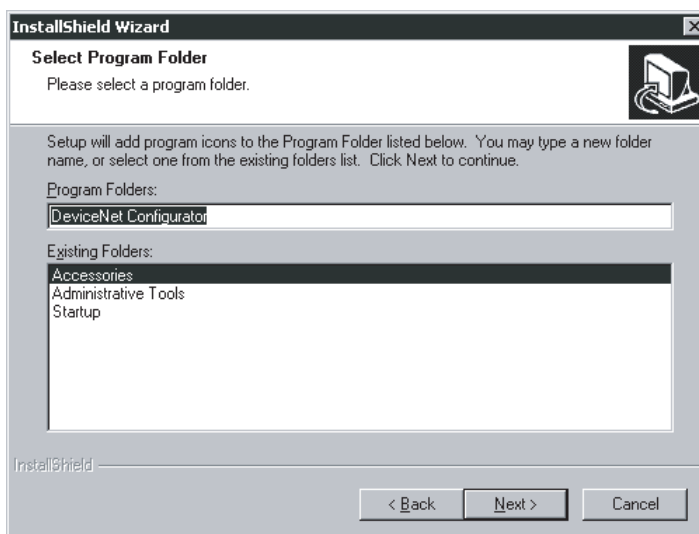 InstallShield Wizard
Select Program Folder
Please select a program folder.
Setup will add program icons to the Program Folder listed below. You may type a new folder
name, or select one from the existing folders list. Click Next to continue.
Program Folders:
DeviceNet Configurator
Existing Folders:
Accessories
Administrative Tools
Startup
InstallShield
< Back
Next >
Cancel